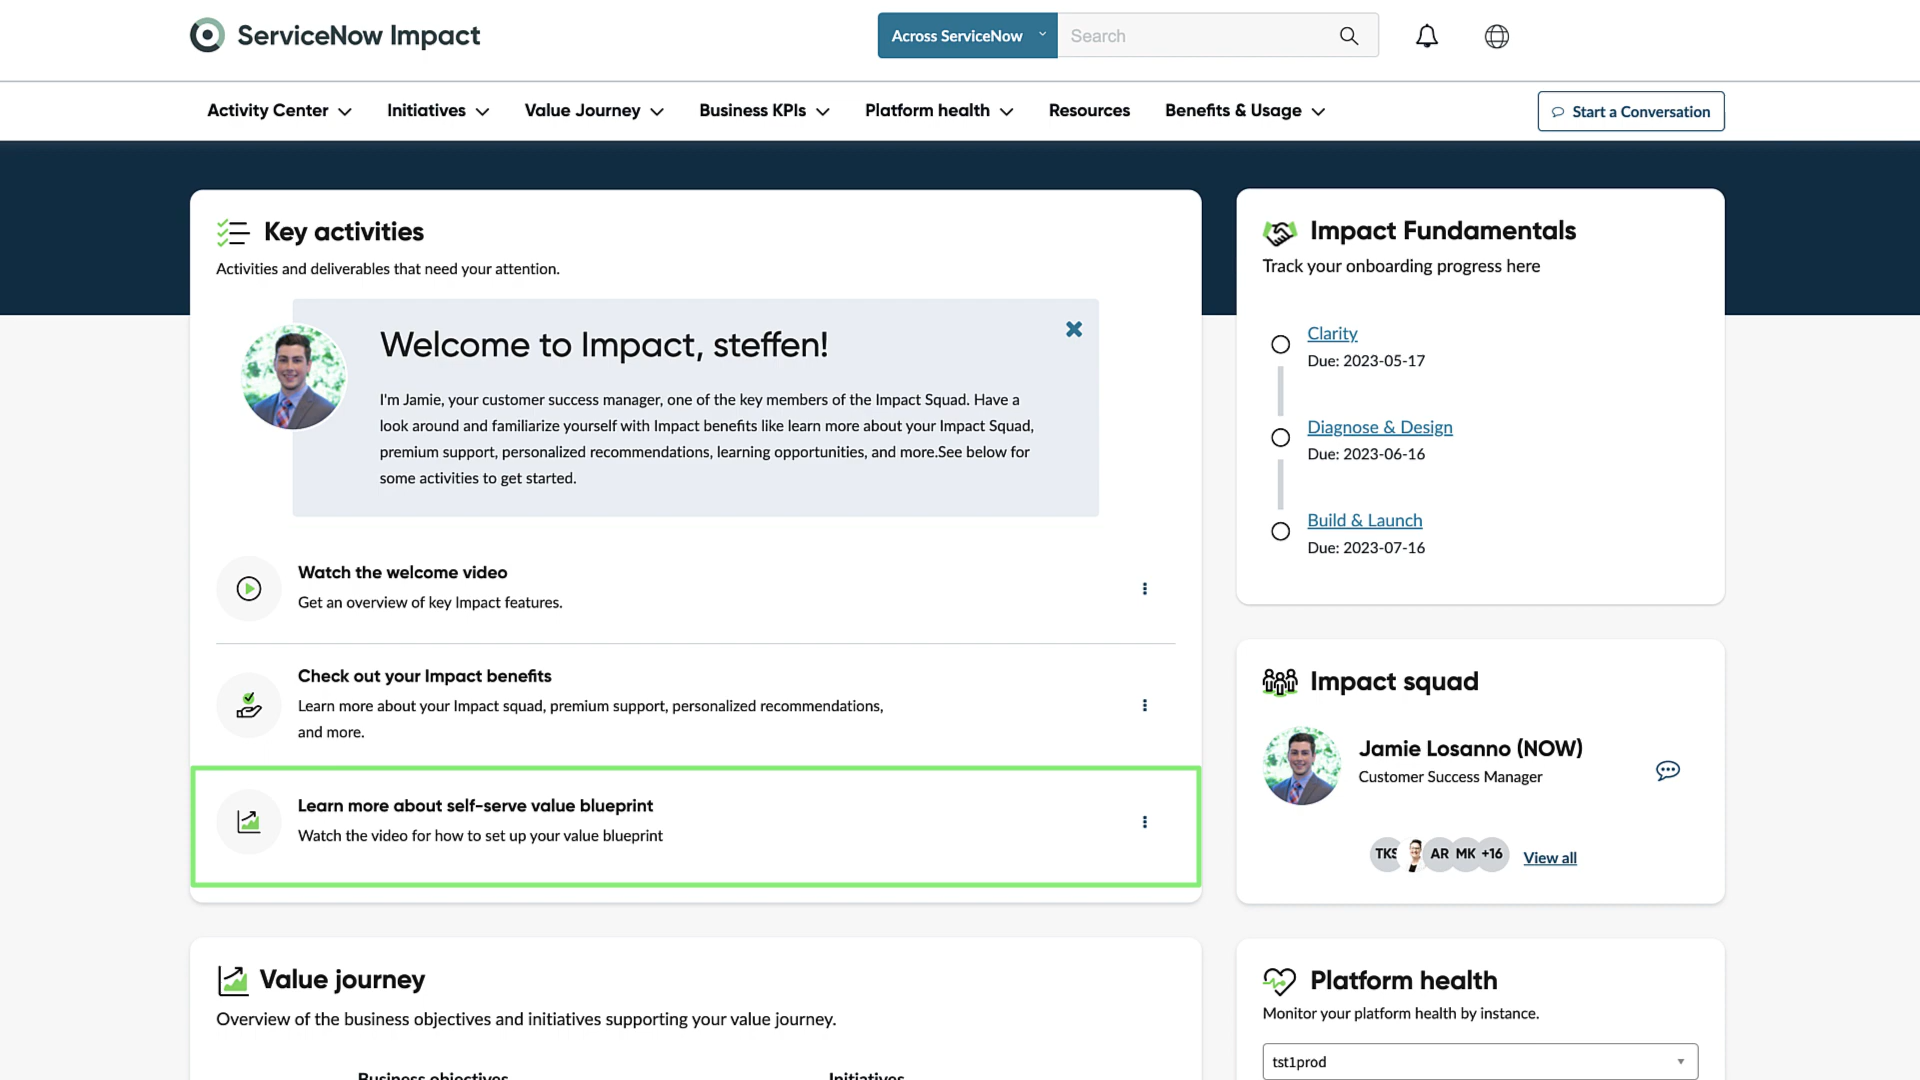 ServiceNow Impact
Across ServiceNow
Search
Activity Center
Initiatives
Value Journey
Business KPIs
Platform health
Resources
Benefits & Usage
Start a Conversation
Key activities
Activities and deliverables that need your attention.
Welcome to Impact, steffen!
I'm Jamie, your customer success manager, one of the key members of the Impact Squad. Have a
look around and familiarize yourself with Impact benefits like learn more about your Impact Squad,
premium support, personalized recommendations, learning opportunities, and more.See below for
some activities to get started.
Watch the welcome video
Get an overview of key Impact features.
Check out your Impact benefits
Learn more about your Impact squad, premium support, personalized recommendations,
and more.
Learn more about self-serve value blueprint
Watch the video for how to set up your value blueprint
Value journey
Overview of the business objectives and initiatives supporting your value journey.
Business objectives
Initiatives
Impact Fundamentals
Track your onboarding progress here
Clarity
Due: 2023-05-17
Diagnose & Design
Due: 2023-06-16
Build & Launch
Due: 2023-07-16
Impact squad
Jamie Losanno (NOW)
Customer Success Manager
TKS
AR
MK
+16
View all
Platform health
Monitor your platform health by instance.
tst1prod